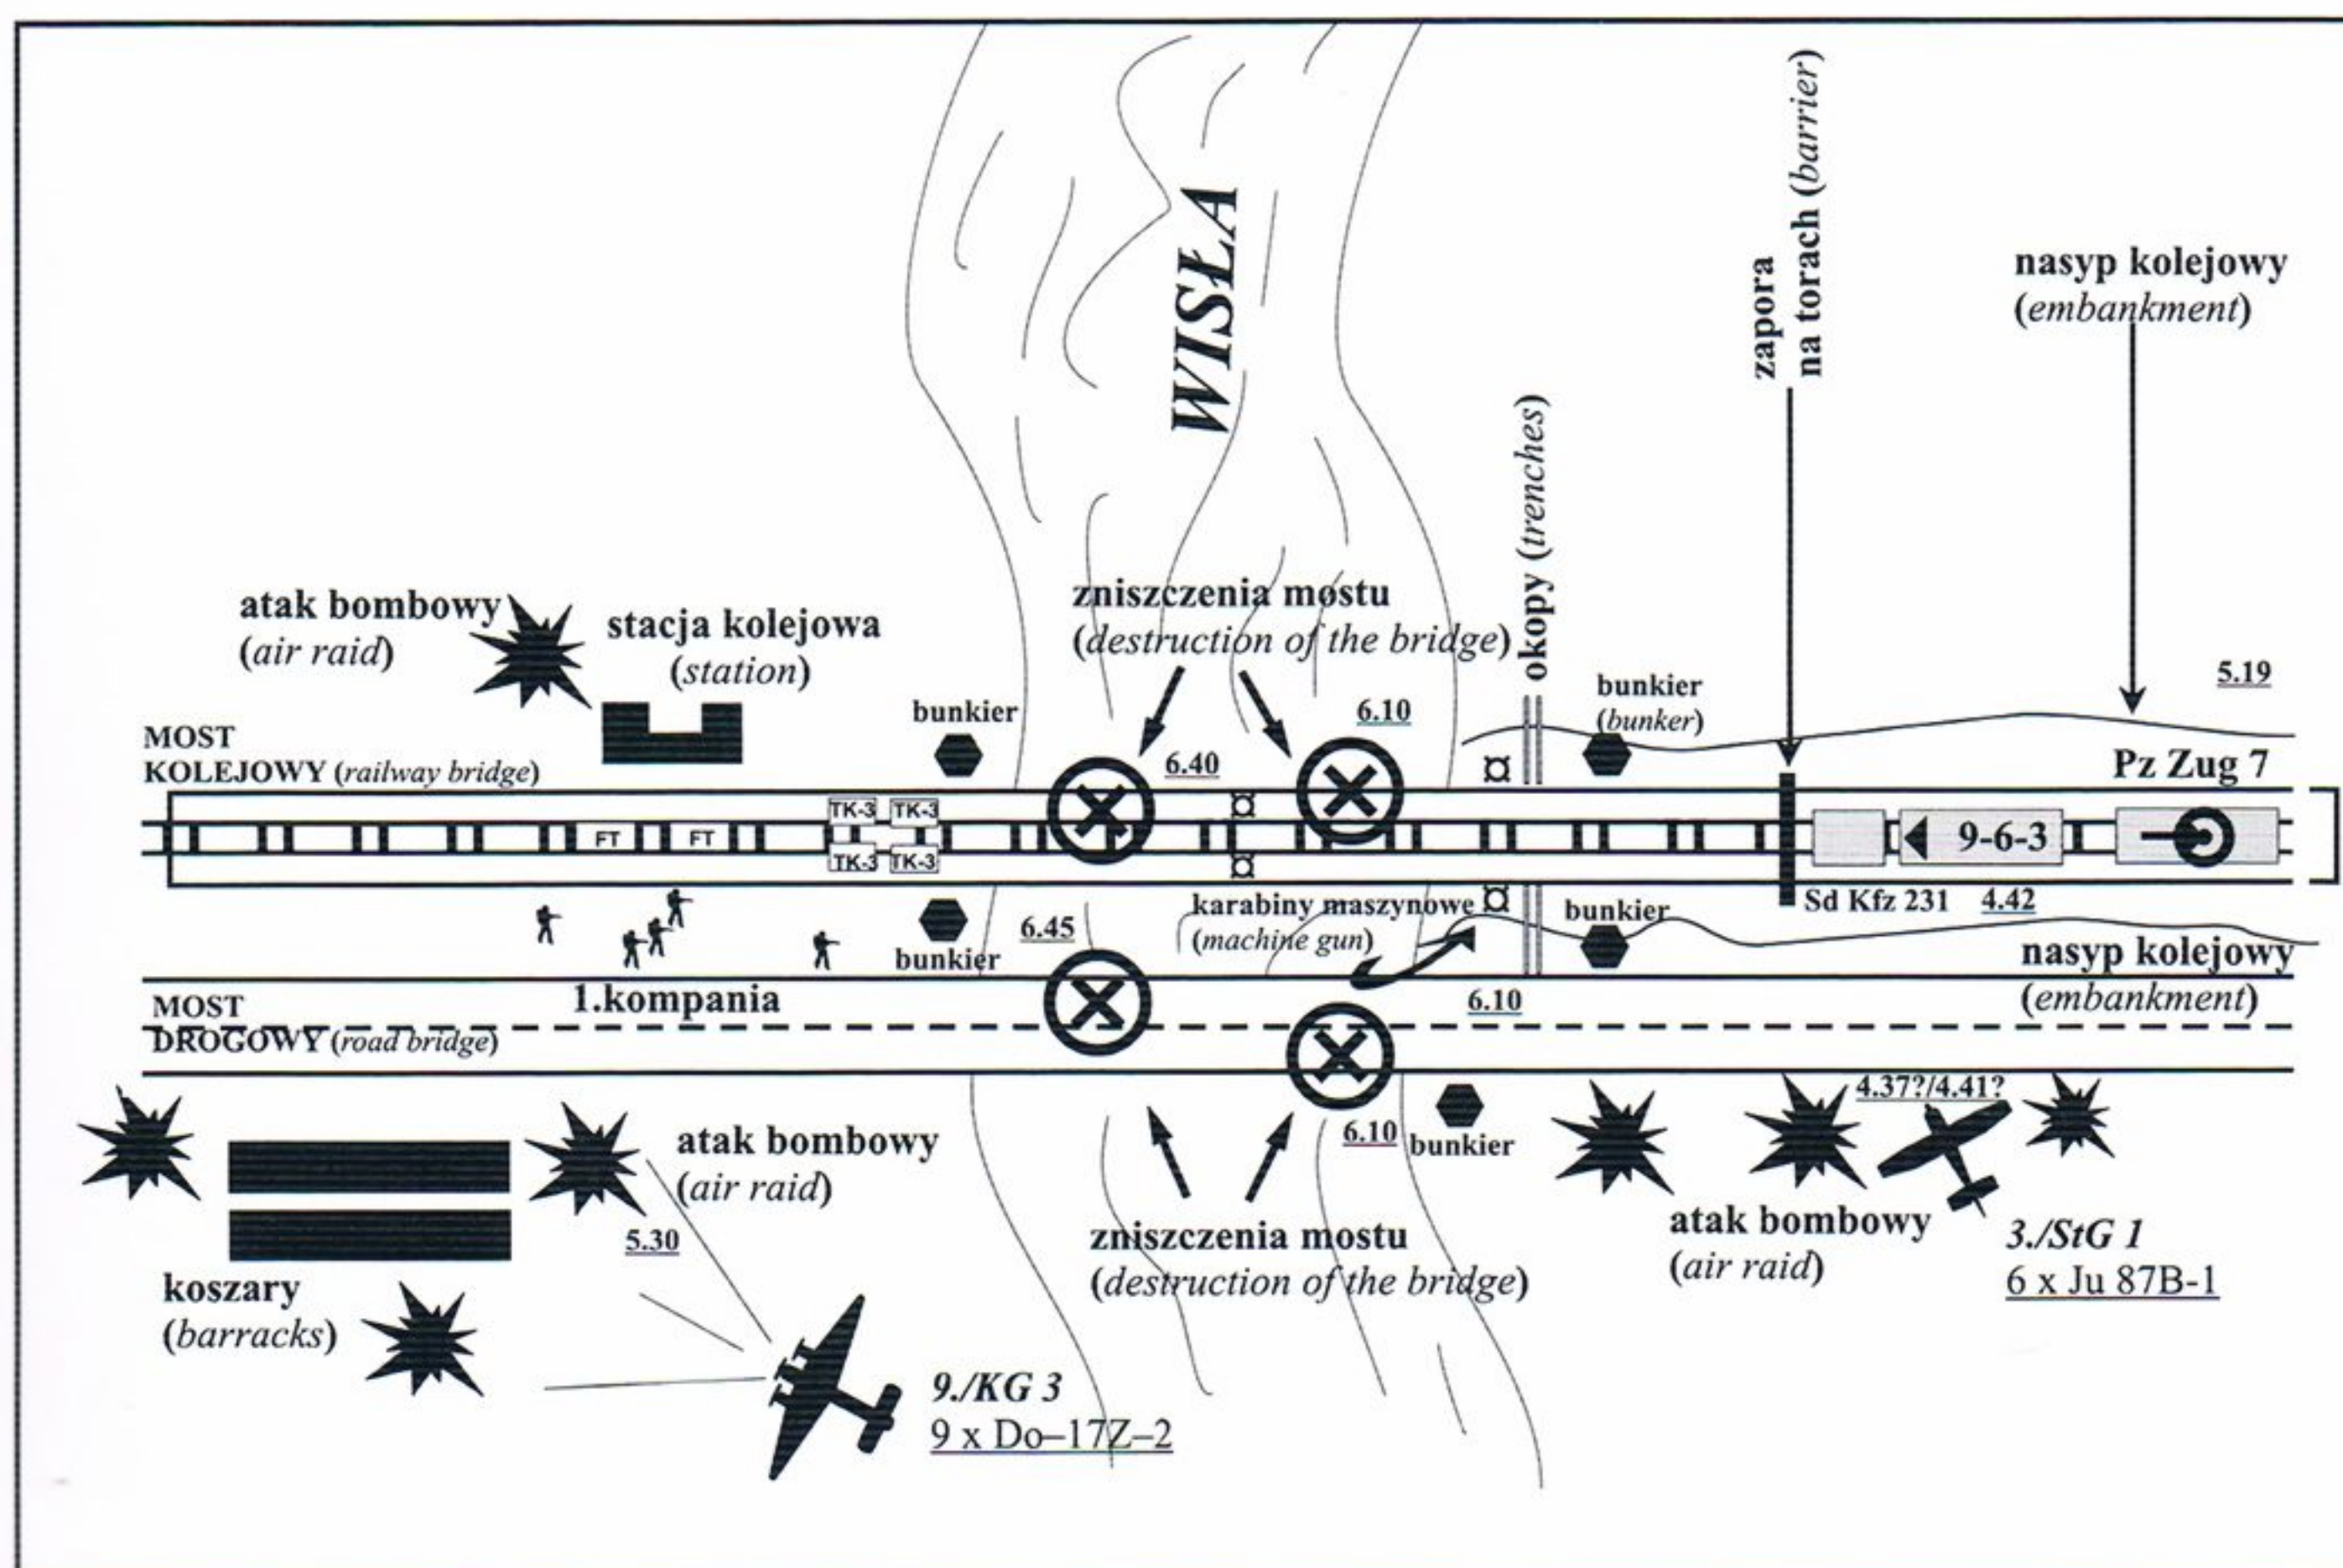 WISŁA
zapora
na torach (barrier)
nasyp kolejowy
(embankment)
okopy (trenches)
atak bombowy
(air raid)
stacja kolejowa
(station)
zniszczenia mostu
(destruction of the bridge)
bunkier
bunkier
(bunker)
5.19
6.10
6.40
MOST
KOLEJOWY (railway bridge)
Pz Zug 7
TK-3 TK-3
FT FT
TK-3 TK-3
9-6-3
Sd Kfz 231 4.42
karabiny maszynowe
(machine gun)
bunkier
bunkier
6.45
nasyp kolejowy
(embankment)
1.kompania
6.10
MOST
DROGOWY (road bridge)
4.37?/4.41?
6.10
bunkier
atak bombowy
(air raid)
5.30
zniszczenia mostu
(destruction of the bridge)
atak bombowy
(air raid)
3./StG 1
6 x Ju 87B-1
koszary
(barracks)
9./KG 3
9 x Do–17Z–2